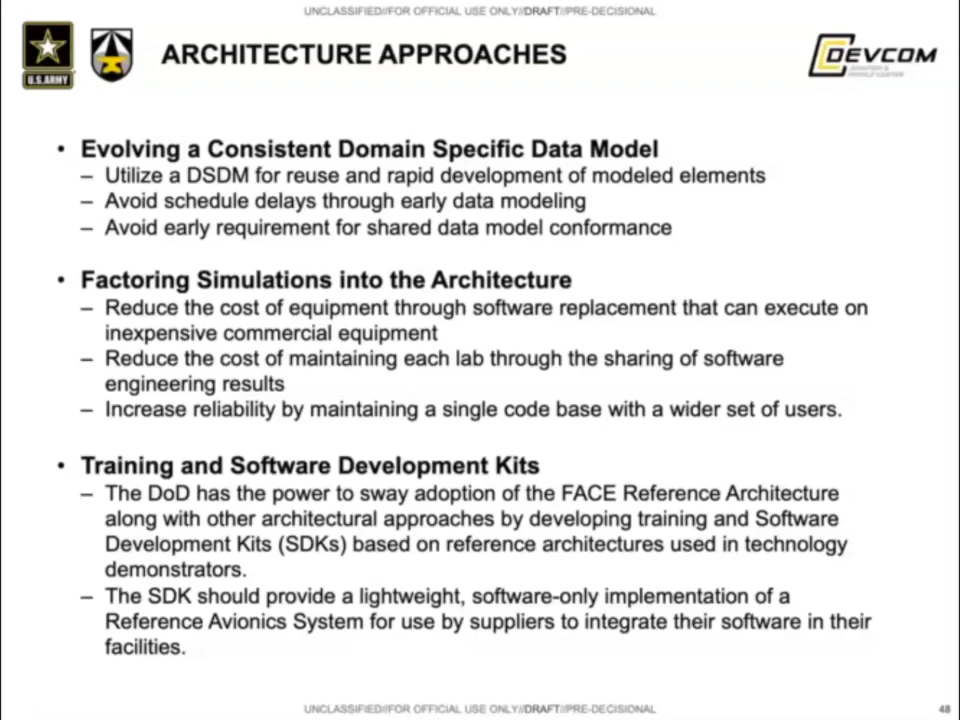 UNCLASSIFIED//FOR OFFICIAL USE ONLY//DRAFT//PRE-DECISIONAL
U.S.ARMY
ARCHITECTURE APPROACHES
DEVCOM
• Evolving a Consistent Domain Specific Data Model
– Utilize a DSDM for reuse and rapid development of modeled elements
– Avoid schedule delays through early data modeling
– Avoid early requirement for shared data model conformance
• Factoring Simulations into the Architecture
– Reduce the cost of equipment through software replacement that can execute on
inexpensive commercial equipment
– Reduce the cost of maintaining each lab through the sharing of software
engineering results
– Increase reliability by maintaining a single code base with a wider set of users.
• Training and Software Development Kits
– The DoD has the power to sway adoption of the FACE Reference Architecture
along with other architectural approaches by developing training and Software
Development Kits (SDKs) based on reference architectures used in technology
demonstrators.
– The SDK should provide a lightweight, software-only implementation of a
Reference Avionics System for use by suppliers to integrate their software in their
facilities.
UNCLASSIFIED//FOR OFFICIAL USE ONLY//DRAFT//PRE-DECISIONAL
48